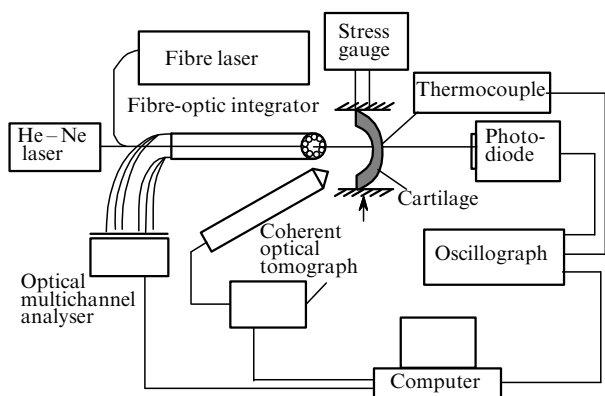 Stress
gauge
Fibre laser
Thermocouple
Fibre-optic integrator
He–Ne
laser
Photo-
diode
Cartilage
Coherent
optical
tomograph
Oscillograph
Optical
multichannel
analyser
Computer